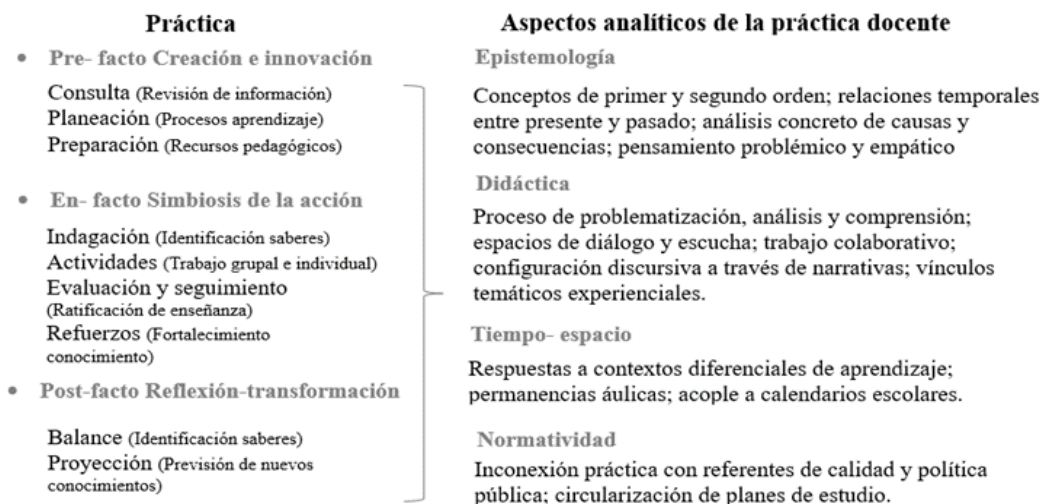 Práctica
• Pre- facto Creación e innovación
Consulta (Revisión de información)
Planeación (Procesos aprendizaje)
Preparación (Recursos pedagógicos)
• En- facto Simbiosis de la acción
Indagación (Identificación saberes)
Actividades (Trabajo grupal e individual)
Evaluación y seguimiento
(Ratificación de enseñanza)
Refuerzos (Fortalecimiento
conocimiento)
• Post-facto Reflexión-transformación
Balance (Identificación saberes)
Proyección (Previsión de nuevos
conocimientos)
Aspectos analíticos de la práctica docente
Epistemología
Conceptos de primer y segundo orden; relaciones temporales
entre presente y pasado; análisis concreto de causas y
consecuencias; pensamiento problémico y empático
Didáctica
Proceso de problematización, análisis y comprensión;
espacios de diálogo y escucha; trabajo colaborativo;
configuración discursiva a través de narrativas; vínculos
temáticos experienciales.
Tiempo- espacio
Respuestas a contextos diferenciales de aprendizaje;
permanencias áulicas; acople a calendarios escolares.
Normatividad
Inconexión práctica con referentes de calidad y política
pública; circularización de planes de estudio.